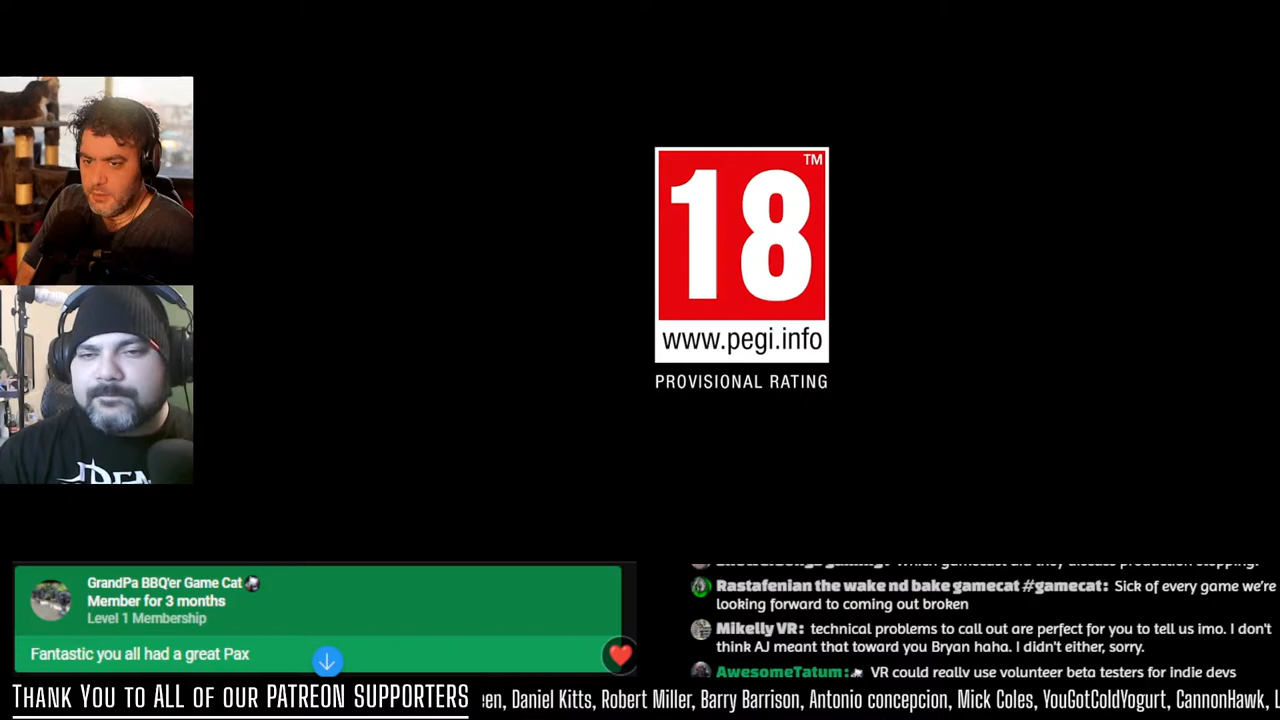 18
TM
www.pegi.info
PROVISIONAL RATING
GrandPa BBQ'er Game Cat
Member for 3 months
Level 1 Membership
Fantastic you all had a great Pax
Rastafenian the wake nd bake gamecat #gamecat: Sick of every game we're
looking forward to coming out broken
Mikelly VR: technical problems to call out are perfect for you to tell us imo. I don't
think AJ meant that toward you Bryan haha. I didn't either, sorry.
AwesomeTatum: VR could really use volunteer beta testers for indie devs
THANK YOU TO ALL OF OUR PATREON SUPPORTERS
Daniel Kitts, Robert Miller, Barry Barrison, Antonio concepcion, Mick Coles, YouGotColdYogurt, CannonHawk,